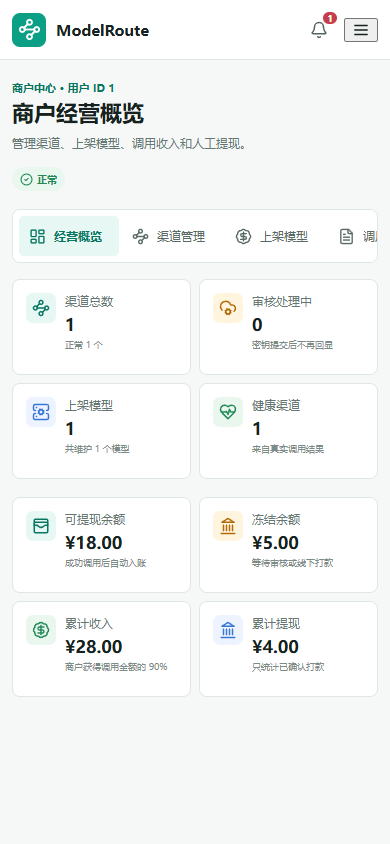 ModelRoute
1
商户中心 • 用户 ID 1
商户经营概览
管理渠道、上架模型、调用收入和人工提现。
正常
经营概览
渠道管理
上架模型
渠道总数
1
正常 1 个
审核处理中
0
密钥提交后不再回显
上架模型
1
共维护 1 个模型
健康渠道
1
来自真实调用结果
可提现余额
¥18.00
成功调用后自动入账
冻结余额
¥5.00
等待审核或线下打款
累计收入
¥28.00
商户获得调用金额的 90%
累计提现
¥4.00
只统计已确认打款